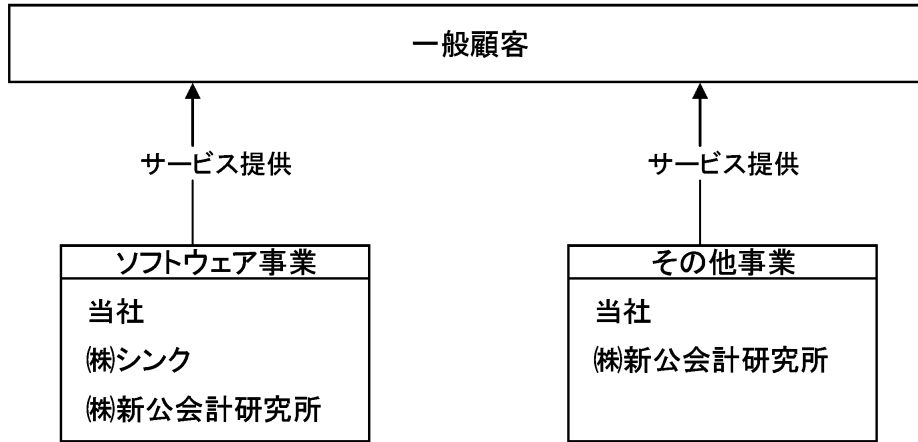 一般顧客
サービス提供
サービス提供
ソフトウェア事業
当社
㈱シンク
㈱新公会計研究所
その他事業
当社
㈱新公会計研究所